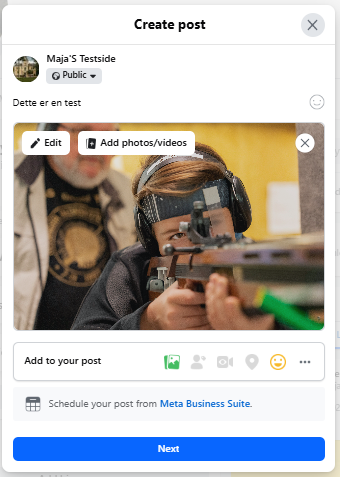 Create post
Maja'S Testside
Public
Dette er en test
Edit
Add photos/videos
Add to your post
Schedule your post from Meta Business Suite.
Next